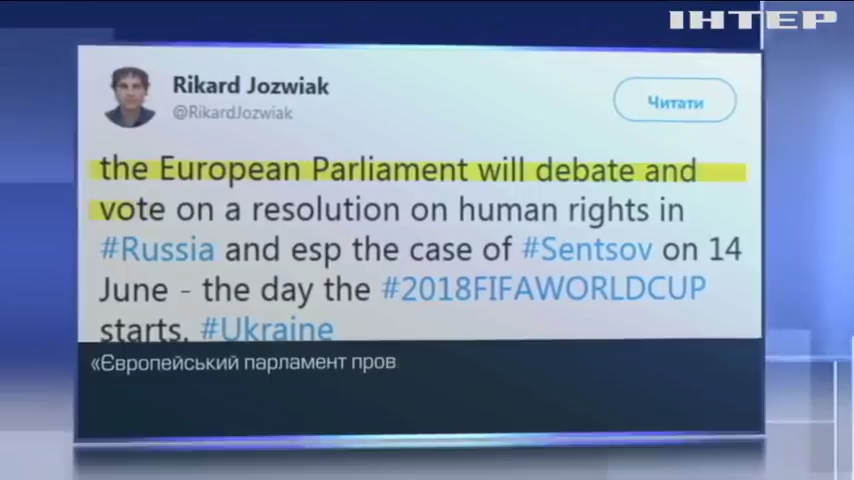 ІНТЕР
Rikard Jozwiak
@RikardJozwiak
Читати
the European Parliament will debate and
vote on a resolution on human rights in
#Russia and esp the case of #Sentsov on 14
June - the day the #2018FIFAWORLDCUP
starts. #Ukraine
«Європейський парламент пров